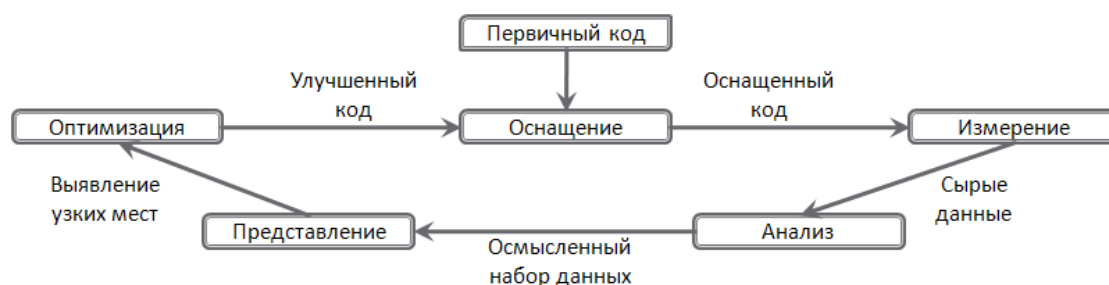 Первичный код
Улучшенный
код
Оснащенный
код
Оптимизация
Оснащение
Измерение
Выявление
узких мест
Сырые
данные
Представление
Анализ
Осмысленный
набор данных